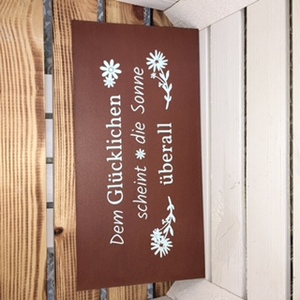 Dem Glücklichen
scheint die Sonne
überall